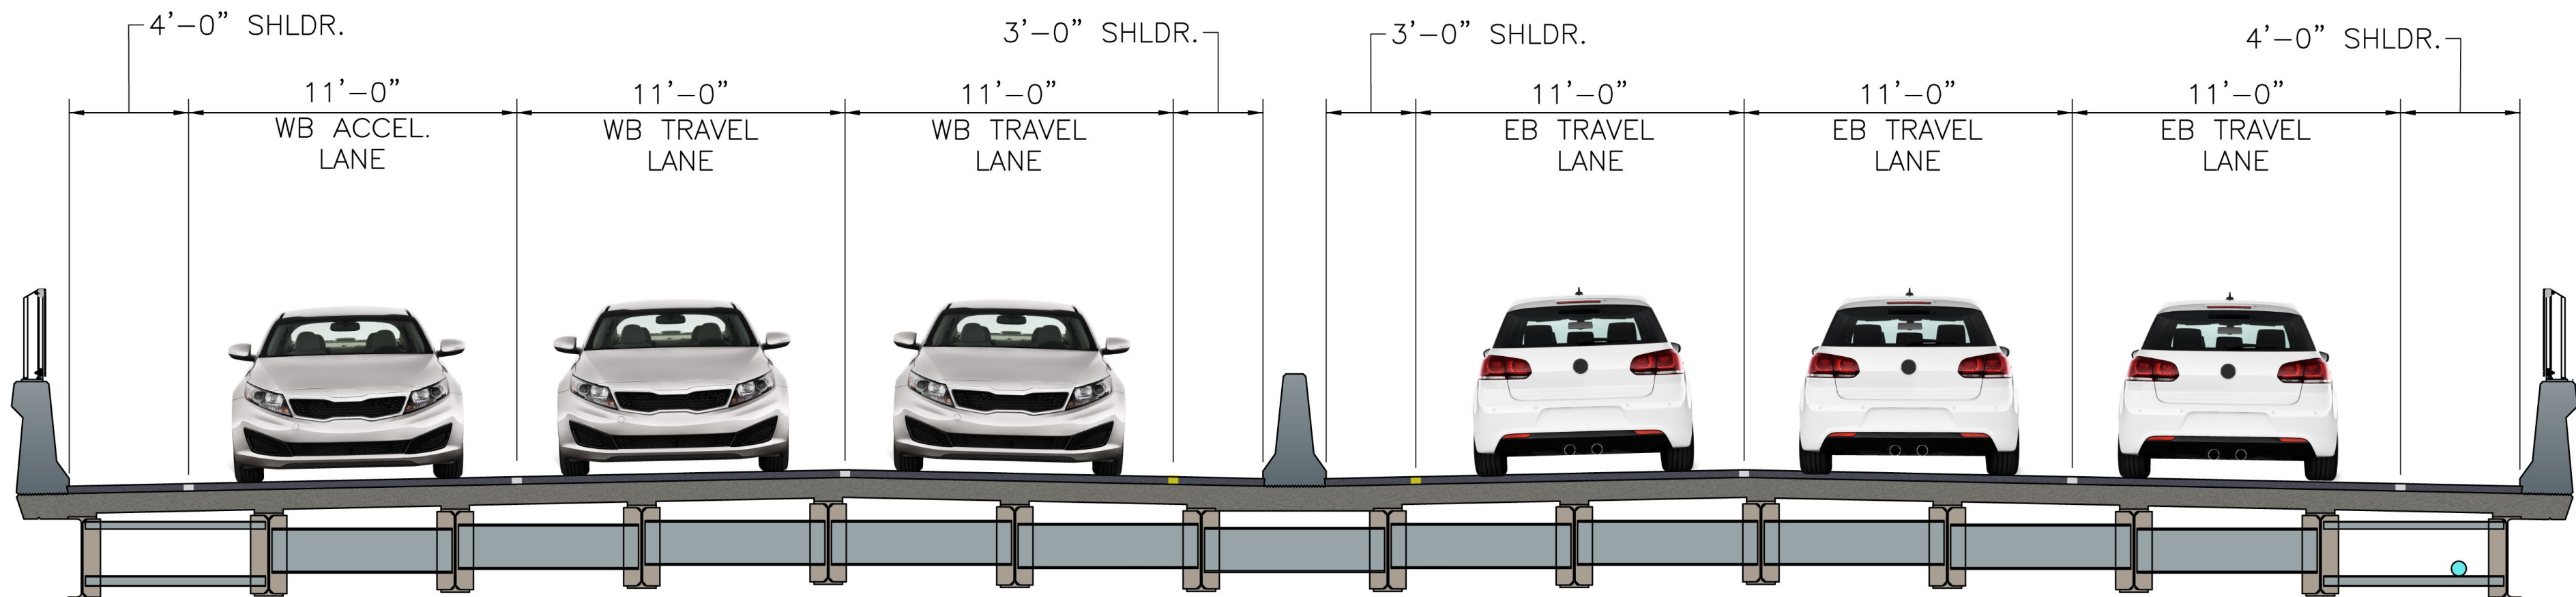 4'-0" SHLDR.
3'-0" SHLDR.
3'-0" SHLDR.
4'-0" SHLDR.
11'-0"
WB ACCEL.
LANE
11'-0"
WB TRAVEL
LANE
11'-0"
WB TRAVEL
LANE
11'-0"
EB TRAVEL
LANE
11'-0"
EB TRAVEL
LANE
11'-0"
EB TRAVEL
LANE